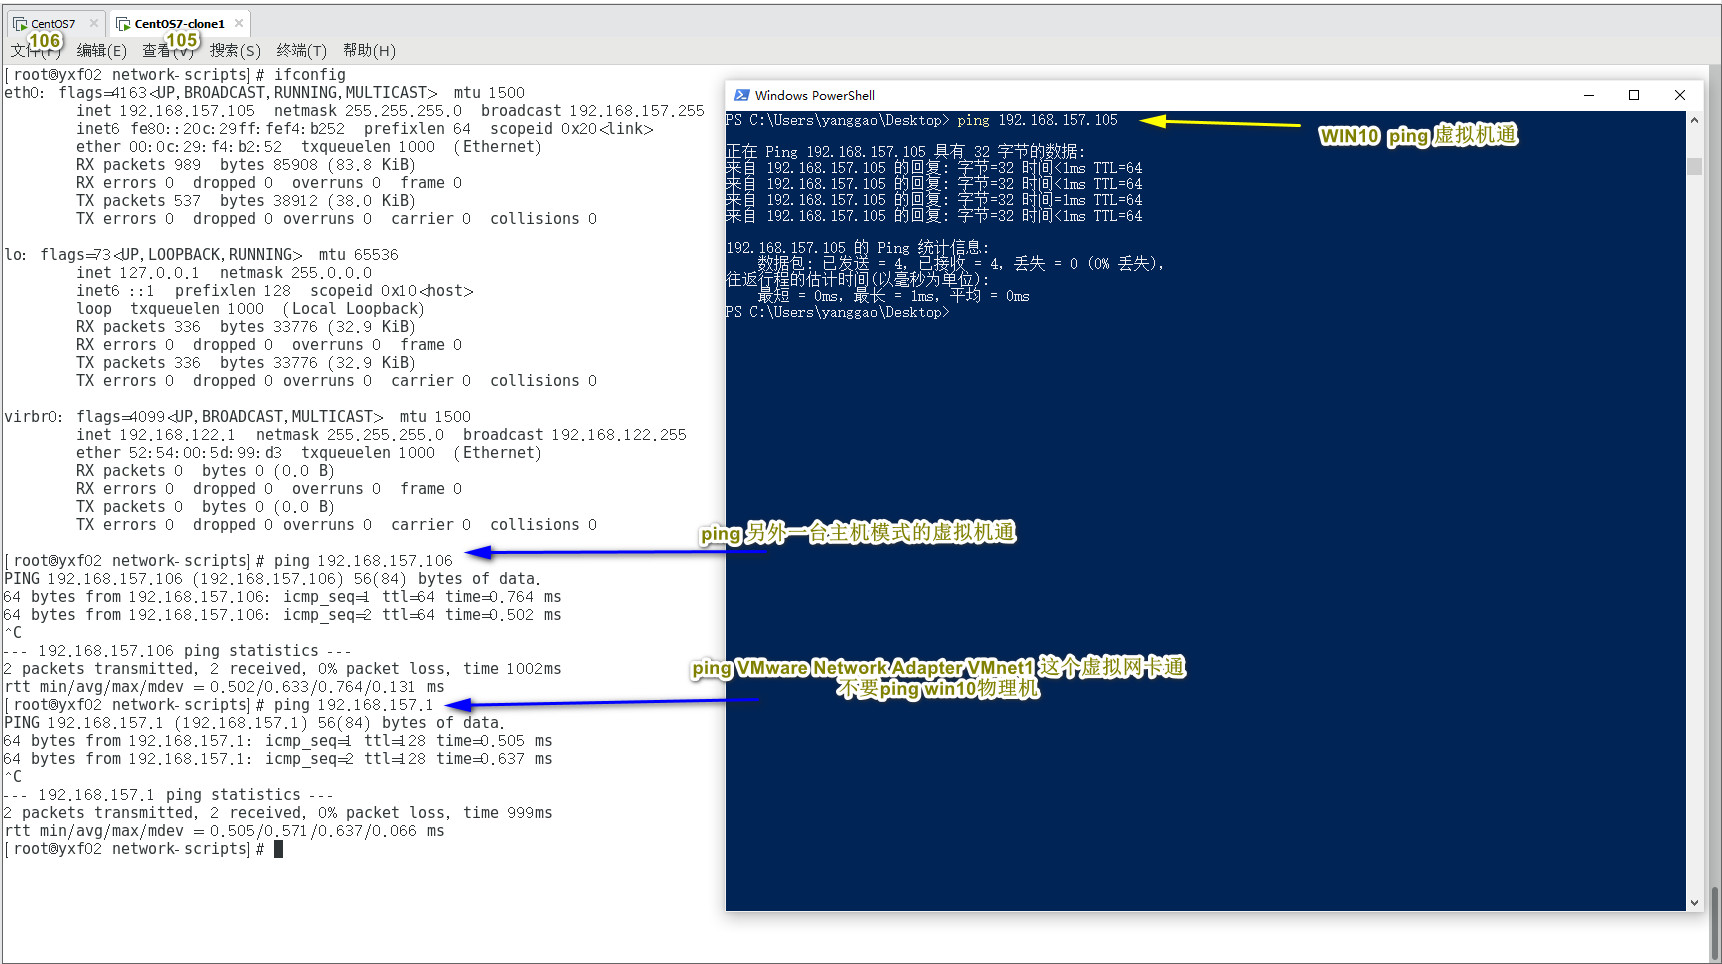 CentOS7
CentOS7-clone1
106
105
文件(F) 编辑(E) 查看(V) 搜索(S) 终端(T) 帮助(H)
[root@yxf02 network-scripts]# ifconfig
eth0: flags=4163<UP,BROADCAST,RUNNING,MULTICAST>  mtu 1500
        inet 192.168.157.105  netmask 255.255.255.0  broadcast 192.168.157.255
        inet6 fe80::20c:29ff:fef4:b252  prefixlen 64  scopeid 0x20<link>
        ether 00:0c:29:f4:b2:52  txqueuelen 1000  (Ethernet)
        RX packets 989  bytes 85908 (83.8 KiB)
        RX errors 0  dropped 0  overruns 0  frame 0
        TX packets 537  bytes 38912 (38.0 KiB)
        TX errors 0  dropped 0 overruns 0  carrier 0  collisions 0
lo: flags=73<UP,LOOPBACK,RUNNING>  mtu 65536
        inet 127.0.0.1  netmask 255.0.0.0
        inet6 ::1  prefixlen 128  scopeid 0x10<host>
        loop  txqueuelen 1000  (Local Loopback)
        RX packets 336  bytes 33776 (32.9 KiB)
        RX errors 0  dropped 0  overruns 0  frame 0
        TX packets 336  bytes 33776 (32.9 KiB)
        TX errors 0  dropped 0 overruns 0  carrier 0  collisions 0
virbr0: flags=4099<UP,BROADCAST,MULTICAST>  mtu 1500
        inet 192.168.122.1  netmask 255.255.255.0  broadcast 192.168.122.255
        ether 52:54:00:5d:99:d3  txqueuelen 1000  (Ethernet)
        RX packets 0  bytes 0 (0.0 B)
        RX errors 0  dropped 0  overruns 0  frame 0
        TX packets 0  bytes 0 (0.0 B)
        TX errors 0  dropped 0 overruns 0  carrier 0  collisions 0
[root@yxf02 network-scripts]# ping 192.168.157.106
PING 192.168.157.106 (192.168.157.106) 56(84) bytes of data.
64 bytes from 192.168.157.106: icmp_seq=1 ttl=64 time=0.764 ms
64 bytes from 192.168.157.106: icmp_seq=2 ttl=64 time=0.502 ms
^C
--- 192.168.157.106 ping statistics ---
2 packets transmitted, 2 received, 0% packet loss, time 1002ms
rtt min/avg/max/mdev = 0.502/0.633/0.764/0.131 ms
[root@yxf02 network-scripts]# ping 192.168.157.1
PING 192.168.157.1 (192.168.157.1) 56(84) bytes of data.
64 bytes from 192.168.157.1: icmp_seq=1 ttl=128 time=0.505 ms
64 bytes from 192.168.157.1: icmp_seq=2 ttl=128 time=0.637 ms
^C
--- 192.168.157.1 ping statistics ---
2 packets transmitted, 2 received, 0% packet loss, time 999ms
rtt min/avg/max/mdev = 0.505/0.571/0.637/0.066 ms
[root@yxf02 network-scripts]#
Windows PowerShell
PS C:\Users\yanggao\Desktop> ping 192.168.157.105
WIN10 ping 虚拟机通
正在 Ping 192.168.157.105 具有 32 字节的数据:
来自 192.168.157.105 的回复: 字节=32 时间<1ms TTL=64
来自 192.168.157.105 的回复: 字节=32 时间<1ms TTL=64
来自 192.168.157.105 的回复: 字节=32 时间=1ms TTL=64
来自 192.168.157.105 的回复: 字节=32 时间<1ms TTL=64
192.168.157.105 的 Ping 统计信息:
    数据包: 已发送 = 4, 已接收 = 4, 丢失 = 0 (0% 丢失),
往返行程的估计时间(以毫秒为单位):
    最短 = 0ms, 最长 = 1ms, 平均 = 0ms
PS C:\Users\yanggao\Desktop>
ping 另外一台主机模式的虚拟机通
ping VMware Network Adapter VMnet1 这个虚拟网卡通
不要ping win10物理机